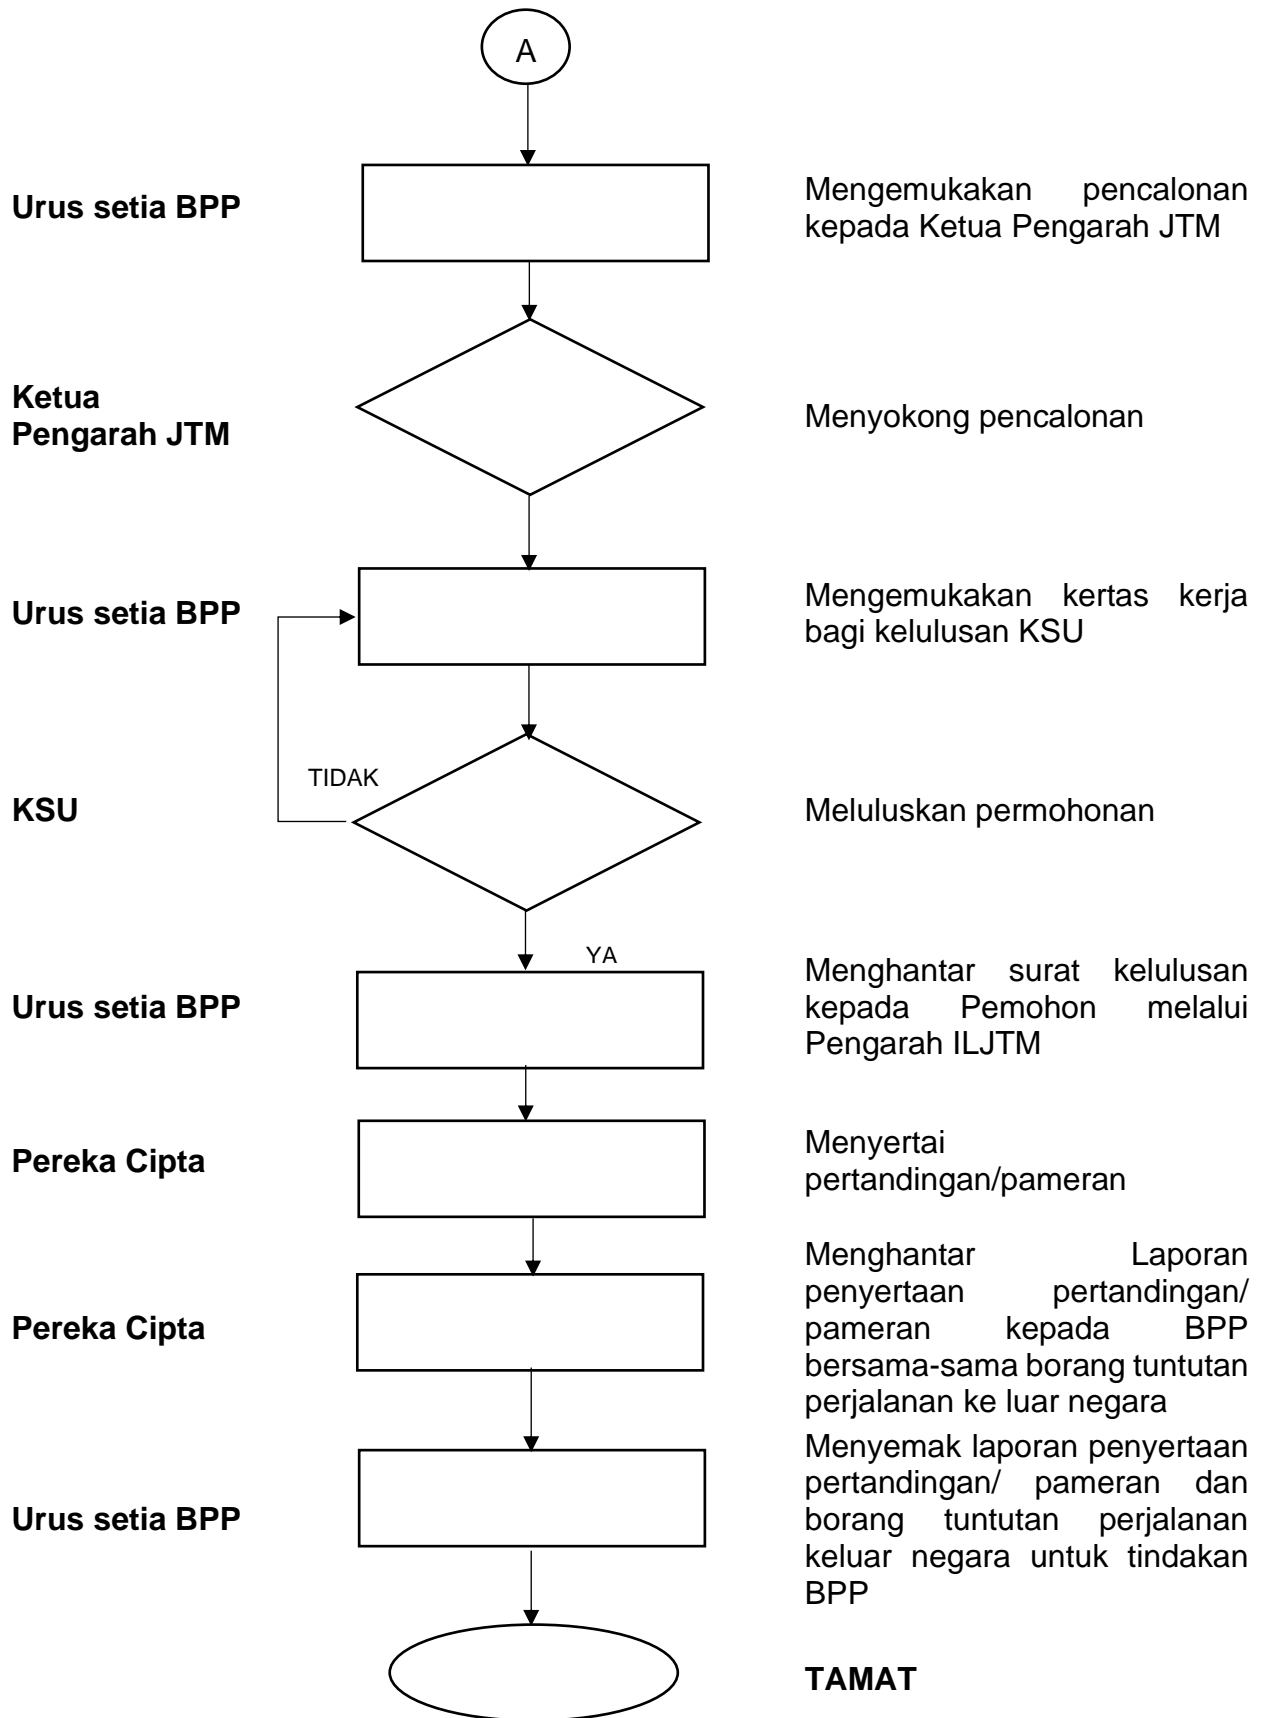 A
Urus setia BPP
Mengemukakan pencalonan
kepada Ketua Pengarah JTM
Ketua
Pengarah JTM
Menyokong pencalonan
Urus setia BPP
Mengemukakan kertas kerja
bagi kelulusan KSU
TIDAK
KSU
Meluluskan permohonan
YA
Urus setia BPP
Menghantar surat kelulusan
kepada Pemohon melalui
Pengarah ILJTM
Pereka Cipta
Menyertai
pertandingan/pameran
Pereka Cipta
Menghantar Laporan
penyertaan pertandingan/
pameran kepada BPP
bersama-sama borang tuntutan
perjalanan ke luar negara
Urus setia BPP
Menyemak laporan penyertaan
pertandingan/ pameran dan
borang tuntutan perjalanan
keluar negara untuk tindakan
BPP
TAMAT